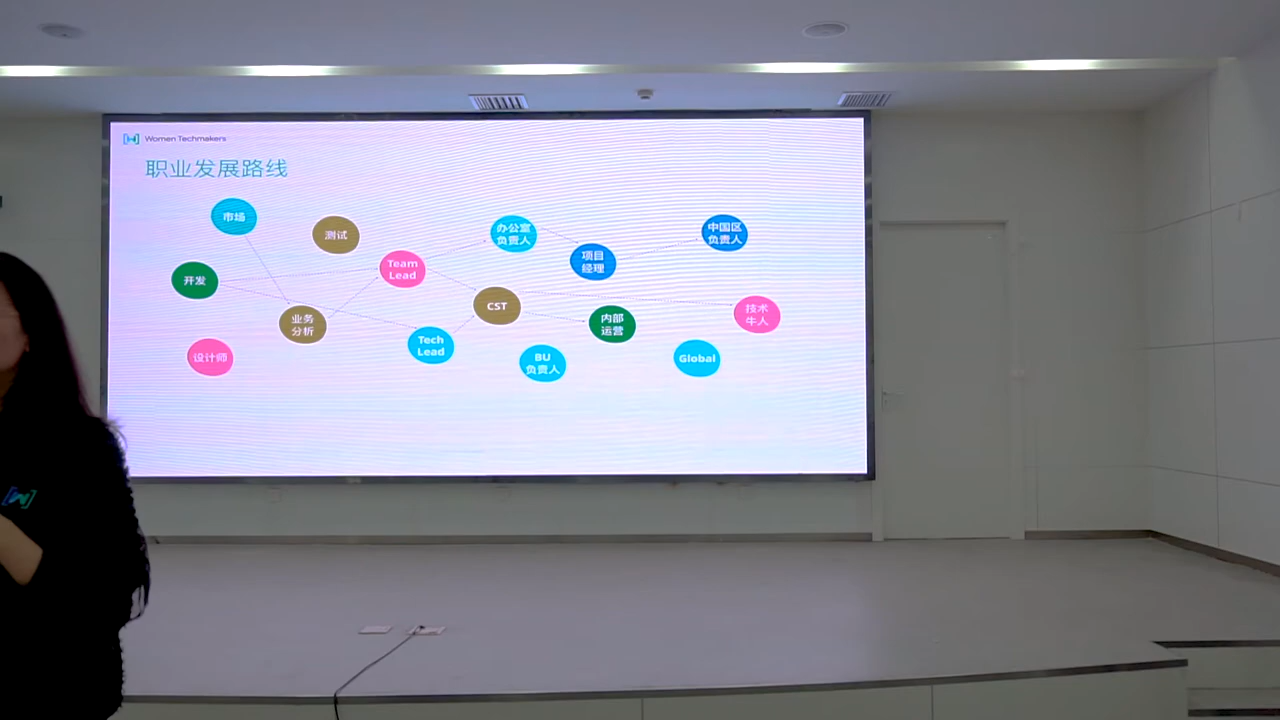 Women Techmakers
职业发展路线
市场
测试
办公室
负责人
中国区
负责人
Team
Lead
项目
经理
开发
CST
技术
牛人
业务
分析
内部
运营
Tech
Lead
设计师
BU
负责人
Global